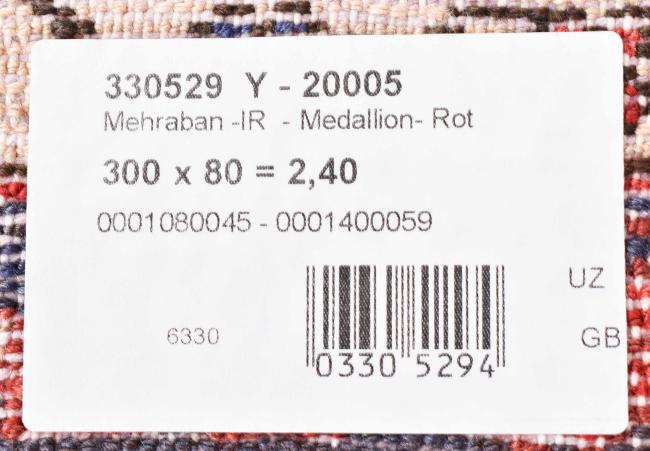 330529 Y - 20005
Mehraban -IR - Medallion- Rot
300 x 80 = 2,40
0001080045 - 0001400059
UZ
6330
GB
0330 5294